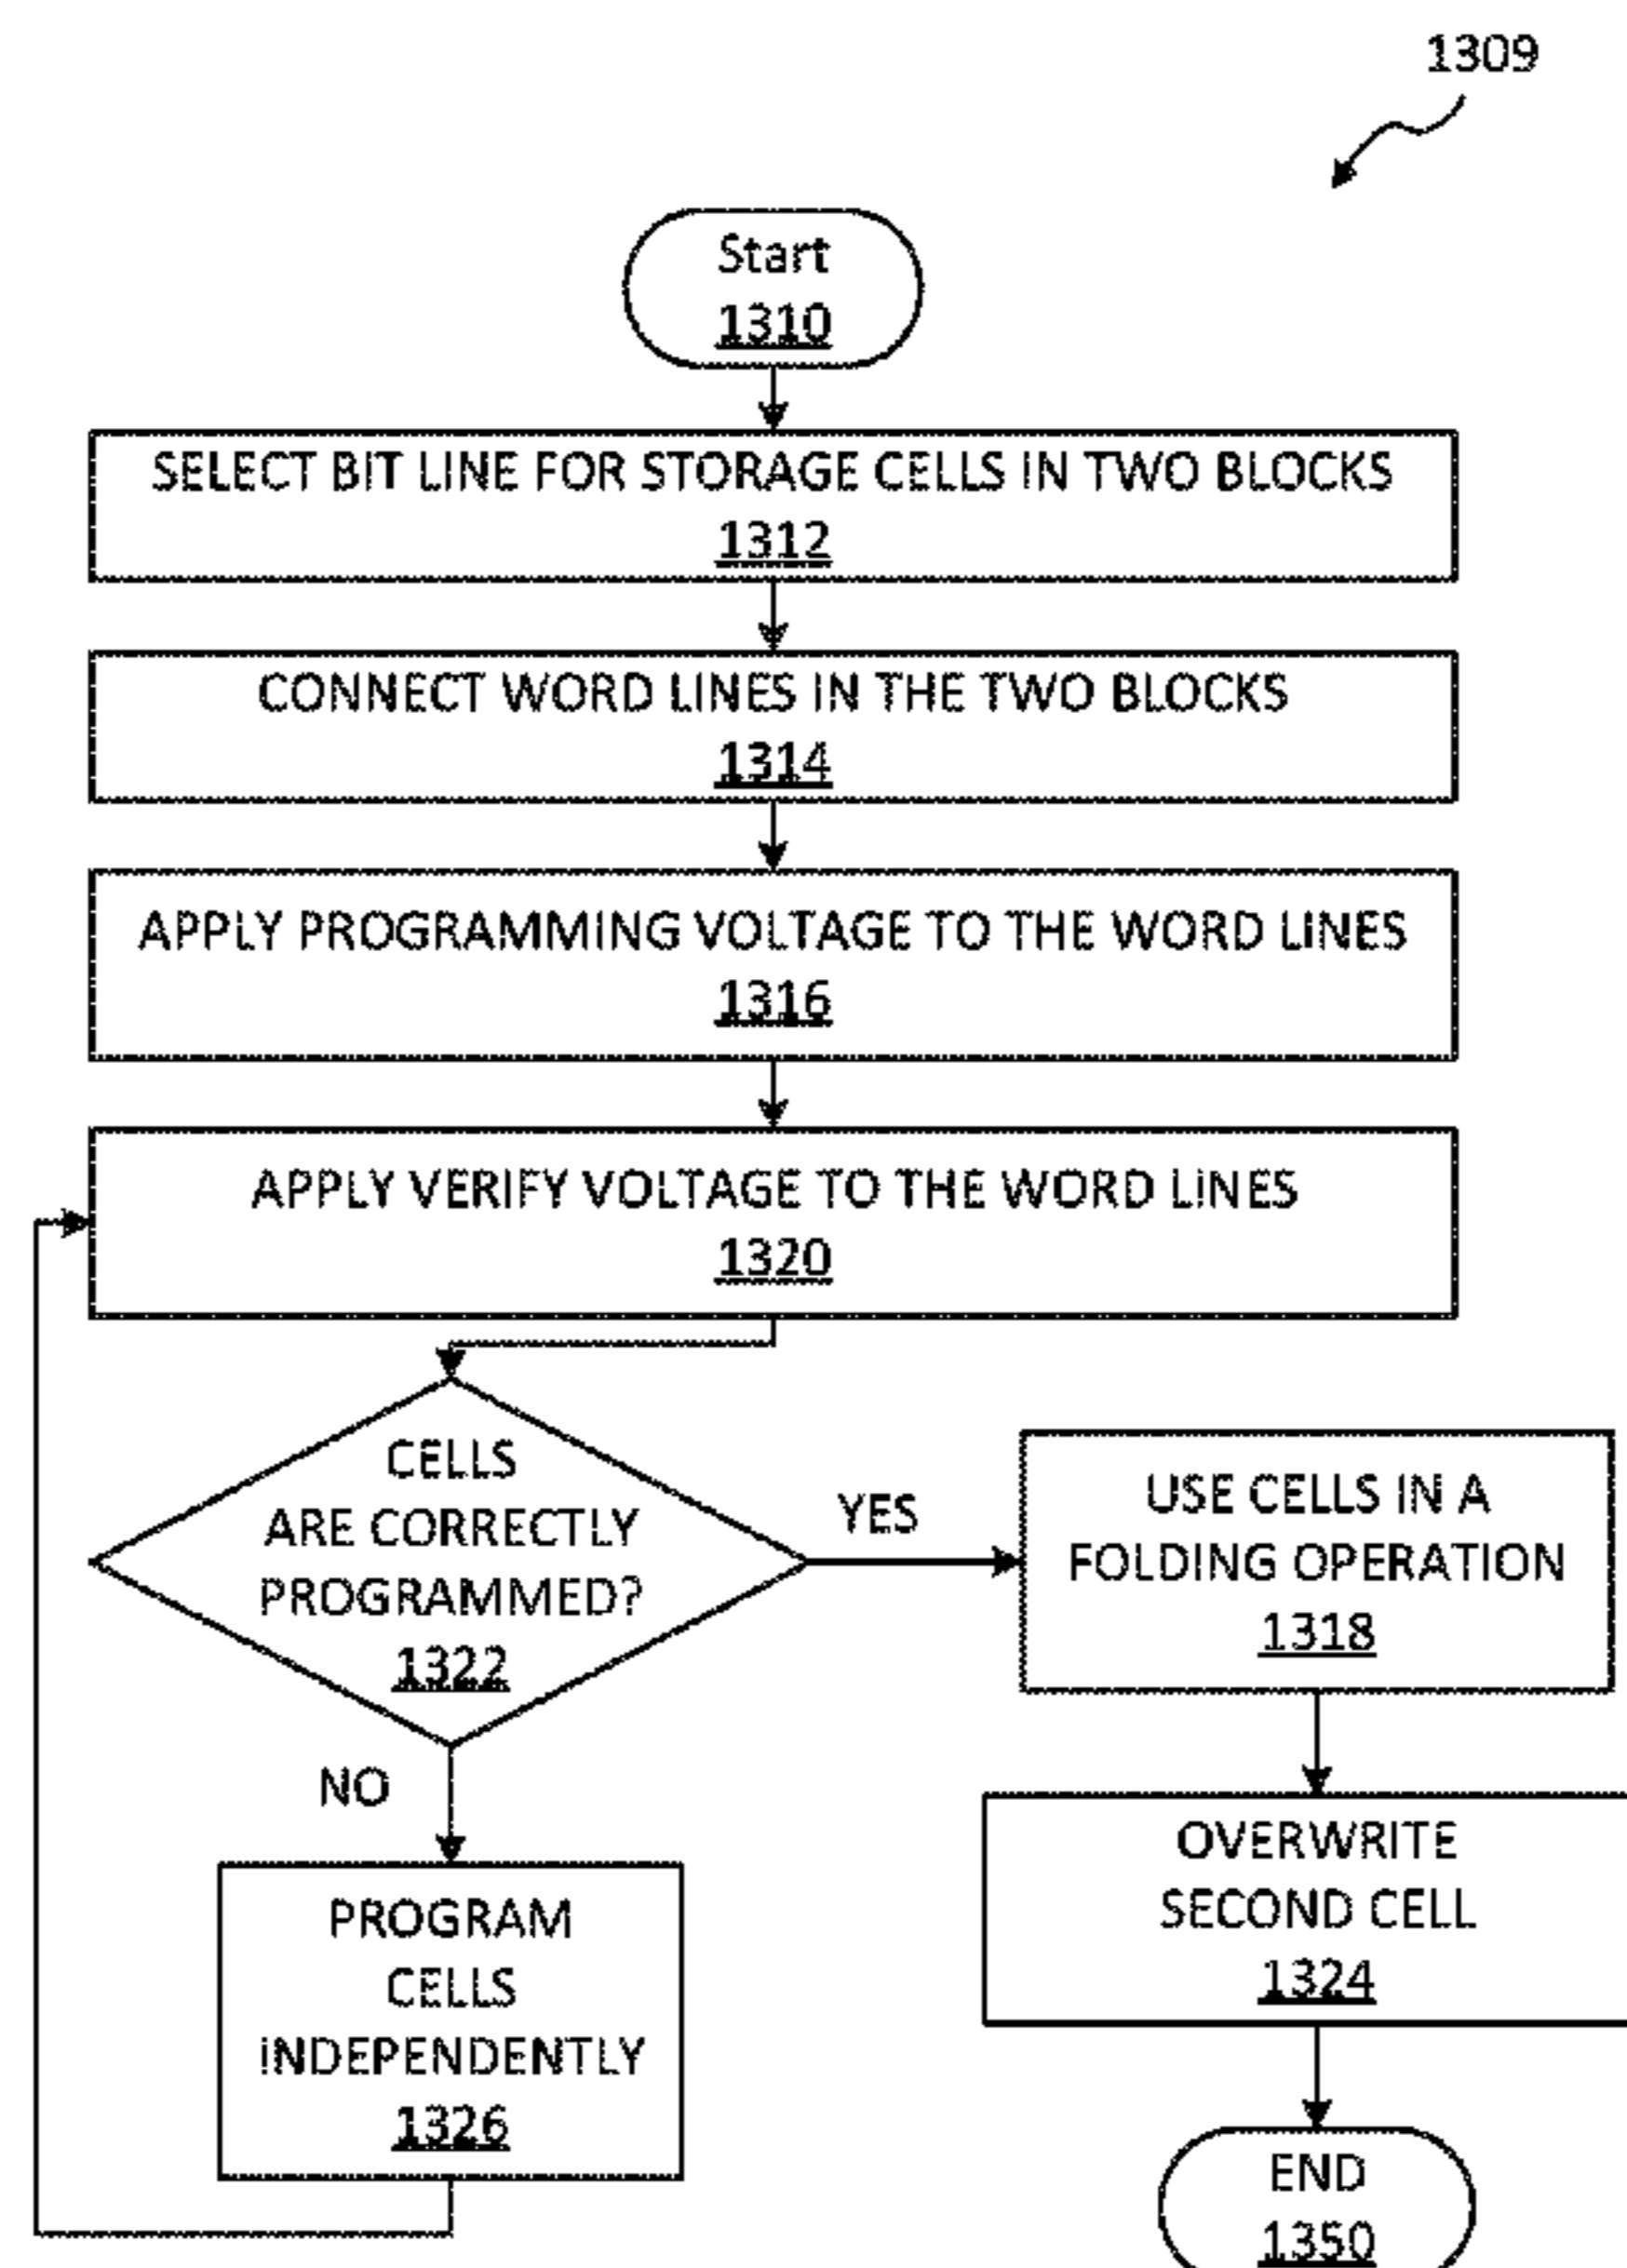 1309
Start
1310
SELECT BIT LINE FOR STORAGE CELLS IN TWO BLOCKS
1312
CONNECT WORD LINES IN THE TWO BLOCKS
1314
APPLY PROGRAMMING VOLTAGE TO THE WORD LINES
1316
APPLY VERIFY VOLTAGE TO THE WORD LINES
1320
CELLS
ARE CORRECTLY
PROGRAMMED?
1322
YES
USE CELLS IN A
FOLDING OPERATION
1318
NO
OVERWRITE
SECOND CELL
1324
PROGRAM
CELLS
INDEPENDENTLY
1326
END
1350